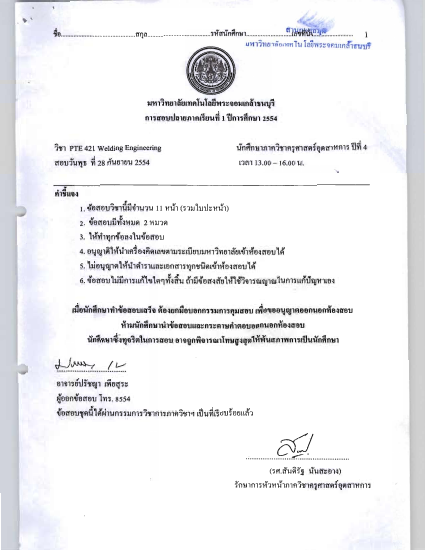 ชื่อ.....................................สกุล..............................รหัสนักศึกษา.....................เลขที่นั่ง................ 1
มหาวิทยาลัยเทคโนโลยีพระจอมเกล้าธนบุรี
มหาวิทยาลัยเทคโนโลยีพระจอมเกล้าธนบุรี
การสอบปลายภาคเรียนที่ 1 ปีการศึกษา 2554
วิชา PTE 421 Welding Engineering นักศึกษาภาควิชาครุศาสตร์อุตสาหการ ปีที่ 4
สอบวันพุธ ที่ 28 กันยายน 2554 เวลา 13.00 – 16.00 น.
คำชี้แจง
1. ข้อสอบวิชานี้มีจำนวน 11 หน้า (รวมใบปะหน้า)
2. ข้อสอบมีทั้งหมด 2 หมวด
3. ให้ทำทุกข้อลงในข้อสอบ
4. อนุญาติให้นำเครื่องคิดเลขตามระเบียบมหาวิทยาลัยเข้าห้องสอบได้
5. ไม่อนุญาตให้นำตำราและเอกสารทุกชนิดเข้าห้องสอบได้
6. ข้อสอบไม่มีการแก้ไขใดๆทั้งสิ้น ถ้ามีข้อสงสัยให้ใช้วิจารณญาณในการแก้ปัญหาเอง
เมื่อนักศึกษาทำข้อสอบเสร็จ ต้องยกมือบอกกรรมการคุมสอบ เพื่อขออนุญาตออกนอกห้องสอบ
ห้ามนักศึกษานำข้อสอบและกระดาษคำตอบออกนอกห้องสอบ
นักศึกษาซึ่งทุจริตในการสอบ อาจถูกพิจารณาโทษสูงสุดให้พ้นสภาพการเป็นนักศึกษา
อาจารย์ปรัชญา เพียสุระ
ผู้ออกข้อสอบ โทร. 8554
ข้อสอบชุดนี้ได้ผ่านกรรมการวิชาการภาควิชาฯ เป็นที่เรียบร้อยแล้ว
(รศ.สันติรัฐ นันสะอาง)
รักษาการหัวหน้าภาควิชาครุศาสตร์อุตสาหการ